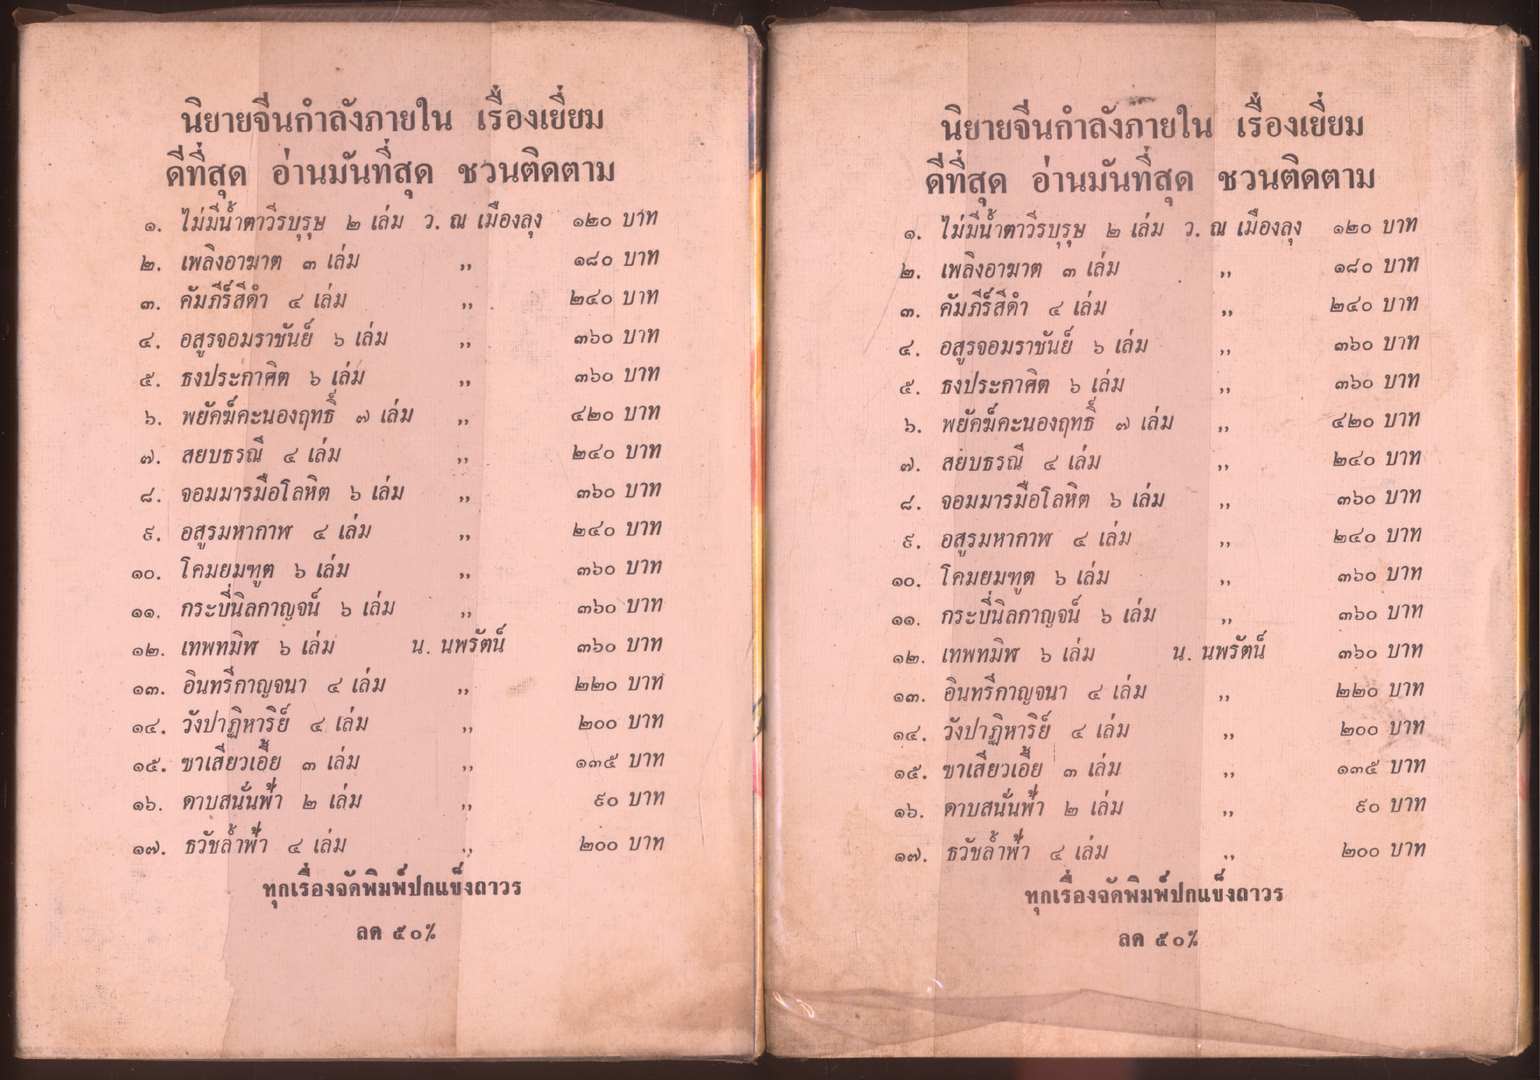 นิยายจีนกำลังภายใน เรื่องเยี่ยม
ดีที่สุด อ่านมันที่สุด ชวนติดตาม
๑. ไม่มีน้ำตาวีรบุรุษ ๒ เล่ม ว. ณ เมืองลุง ๑๒๐ บาท
๒. เพลิงอาฆาต ๓ เล่ม ,, ๑๘๐ บาท
๓. คัมภีร์สีดำ ๔ เล่ม ,, ๒๔๐ บาท
๔. อสูรจอมราชันย์ ๖ เล่ม ,, ๓๖๐ บาท
๕. ธงประกาศิต ๖ เล่ม ,, ๓๖๐ บาท
๖. พยัคฆ์คะนองฤทธิ์ ๗ เล่ม ,, ๔๒๐ บาท
๗. สยบธรณี ๔ เล่ม ,, ๒๔๐ บาท
๘. จอมมารมือโลหิต ๖ เล่ม ,, ๓๖๐ บาท
๙. อสูรมหากาฬ ๔ เล่ม ,, ๒๔๐ บาท
๑๐. โคมยมฑูต ๖ เล่ม ,, ๓๖๐ บาท
๑๑. กระบี่นิลกาญจน์ ๖ เล่ม ,, ๓๖๐ บาท
๑๒. เทพทมิฬ ๖ เล่ม น. นพรัตน์ ๓๖๐ บาท
๑๓. อินทรีกาญจนา ๔ เล่ม ,, ๒๒๐ บาท
๑๔. วังปาฏิหาริย์ ๔ เล่ม ,, ๒๐๐ บาท
๑๕. ขาเสียวเอี้ย ๓ เล่ม ,, ๑๓๕ บาท
๑๖. ดาบสนั่นฟ้า ๒ เล่ม ,, ๙๐ บาท
๑๗. ธวัชล้ำฟ้า ๔ เล่ม ,, ๒๐๐ บาท
ทุกเรื่องจัดพิมพ์ปกแข็งถาวร
ลด ๕๐%
นิยายจีนกำลังภายใน เรื่องเยี่ยม
ดีที่สุด อ่านมันที่สุด ชวนติดตาม
๑. ไม่มีน้ำตาวีรบุรุษ ๒ เล่ม ว. ณ เมืองลุง ๑๒๐ บาท
๒. เพลิงอาฆาต ๓ เล่ม ,, ๑๘๐ บาท
๓. คัมภีร์สีดำ ๔ เล่ม ,, ๒๔๐ บาท
๔. อสูรจอมราชันย์ ๖ เล่ม ,, ๓๖๐ บาท
๕. ธงประกาศิต ๖ เล่ม ,, ๓๖๐ บาท
๖. พยัคฆ์คะนองฤทธิ์ ๗ เล่ม ,, ๔๒๐ บาท
๗. สยบธรณี ๔ เล่ม ,, ๒๔๐ บาท
๘. จอมมารมือโลหิต ๖ เล่ม ,, ๓๖๐ บาท
๙. อสูรมหากาฬ ๔ เล่ม ,, ๒๔๐ บาท
๑๐. โคมยมฑูต ๖ เล่ม ,, ๓๖๐ บาท
๑๑. กระบี่นิลกาญจน์ ๖ เล่ม ,, ๓๖๐ บาท
๑๒. เทพทมิฬ ๖ เล่ม น. นพรัตน์ ๓๖๐ บาท
๑๓. อินทรีกาญจนา ๔ เล่ม ,, ๒๒๐ บาท
๑๔. วังปาฏิหาริย์ ๔ เล่ม ,, ๒๐๐ บาท
๑๕. ขาเสียวเอี้ย ๓ เล่ม ,, ๑๓๕ บาท
๑๖. ดาบสนั่นฟ้า ๒ เล่ม ,, ๙๐ บาท
๑๗. ธวัชล้ำฟ้า ๔ เล่ม ,, ๒๐๐ บาท
ทุกเรื่องจัดพิมพ์ปกแข็งถาวร
ลด ๕๐%